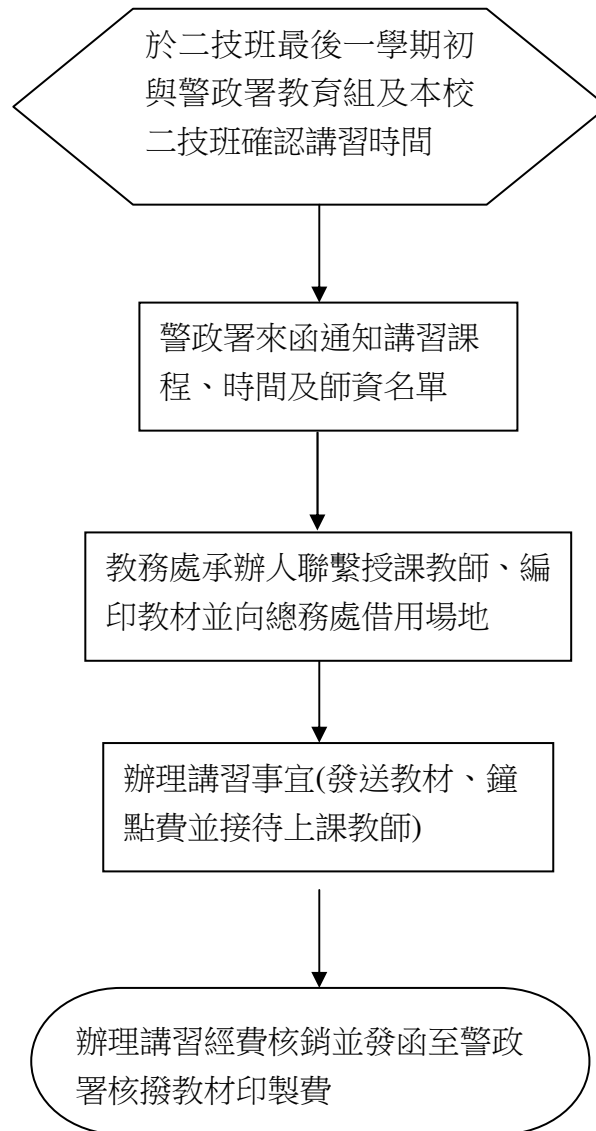 於二技班最後一學期初
與警政署教育組及本校
二技班確認講習時間
警政署來函通知講習課
程、時間及師資名單
教務處承辦人聯繫授課教師、編
印教材並向總務處借用場地
辦理講習事宜(發送教材、鐘
點費並接待上課教師)
辦理講習經費核銷並發函至警政
署核撥教材印製費